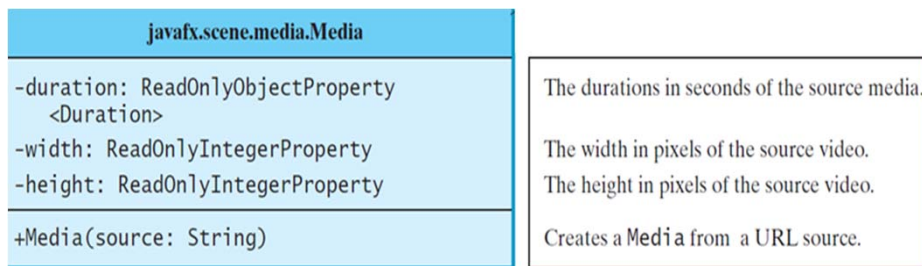 javafx.scene.media.Media
-duration: ReadOnlyObjectProperty
<Duration>
The durations in seconds of the source media.
-width: ReadOnlyIntegerProperty
The width in pixels of the source video.
-height: ReadOnlyIntegerProperty
The height in pixels of the source video.
+Media(source: String)
Creates a Media from a URL source.